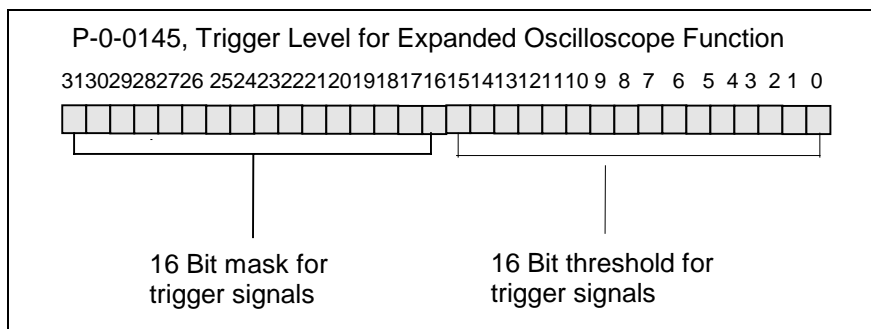 P-0-0145, Trigger Level for Expanded Oscilloscope Function
313029282726 25242322212019181716151413121110 9 8 7 6 5 4 3 2 1 0
16 Bit mask for
trigger signals
16 Bit threshold for
trigger signals